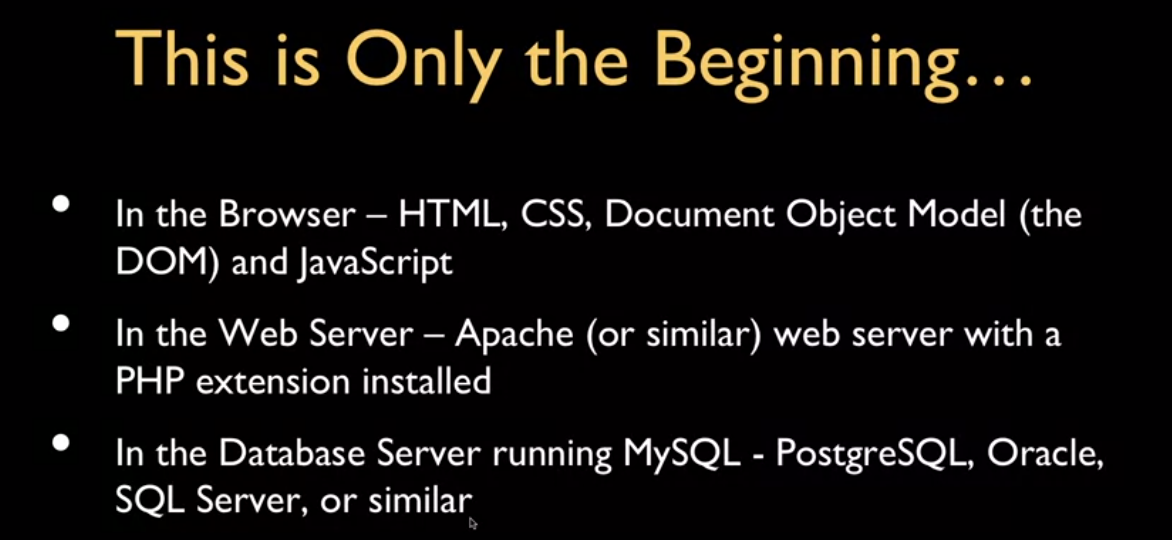 This is Only the Beginning…
• In the Browser – HTML, CSS, Document Object Model (the
DOM) and JavaScript
• In the Web Server – Apache (or similar) web server with a
PHP extension installed
• In the Database Server running MySQL - PostgreSQL, Oracle,
SQL Server, or similar